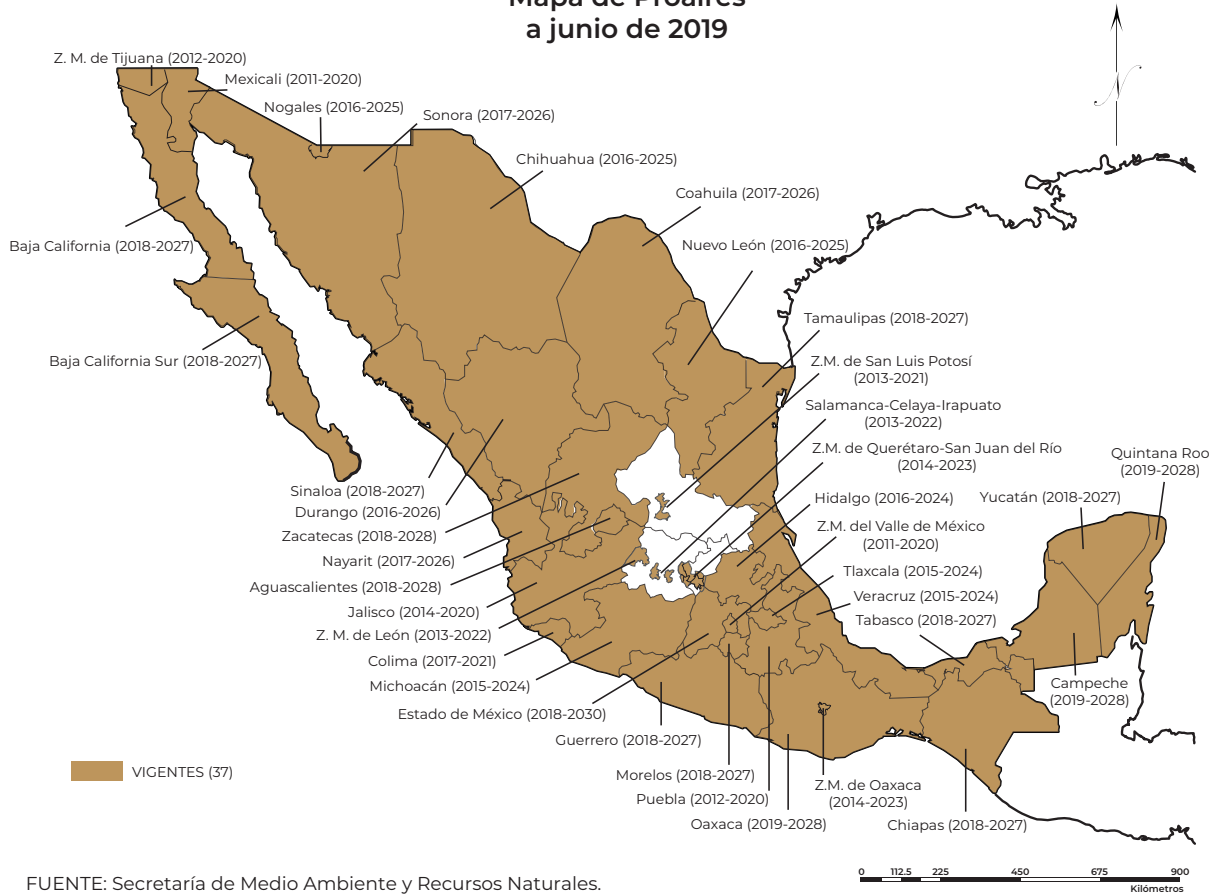 Mapa de Proaires
a junio de 2019
Z. M. de Tijuana (2012-2020)
Mexicali (2011-2020)
Nogales (2016-2025)
Sonora (2017-2026)
Chihuahua (2016-2025)
Coahuila (2017-2026)
Nuevo León (2016-2025)
Baja California (2018-2027)
Baja California Sur (2018-2027)
Tamaulipas (2018-2027)
Z.M. de San Luis Potosí
(2013-2021)
Salamanca-Celaya-Irapuato
(2013-2022)
Z.M. de Querétaro-San Juan del Río
(2014-2023)
Hidalgo (2016-2024)
Z.M. del Valle de México
(2011-2020)
Tlaxcala (2015-2024)
Veracruz (2015-2024)
Tabasco (2018-2027)
Quintana Roo
(2019-2028)
Yucatán (2018-2027)
Campeche
(2019-2028)
Sinaloa (2018-2027)
Durango (2016-2026)
Zacatecas (2018-2028)
Nayarit (2017-2026)
Aguascalientes (2018-2028)
Jalisco (2014-2020)
Z. M. de León (2013-2022)
Colima (2017-2021)
Michoacán (2015-2024)
Estado de México (2018-2030)
Guerrero (2018-2027)
Morelos (2018-2027)
Puebla (2012-2020)
Oaxaca (2019-2028)
Z.M. de Oaxaca
(2014-2023)
Chiapas (2018-2027)
VIGENTES (37)
N
0 112.5 225 450 675 900
Kilómetros
FUENTE: Secretaría de Medio Ambiente y Recursos Naturales.